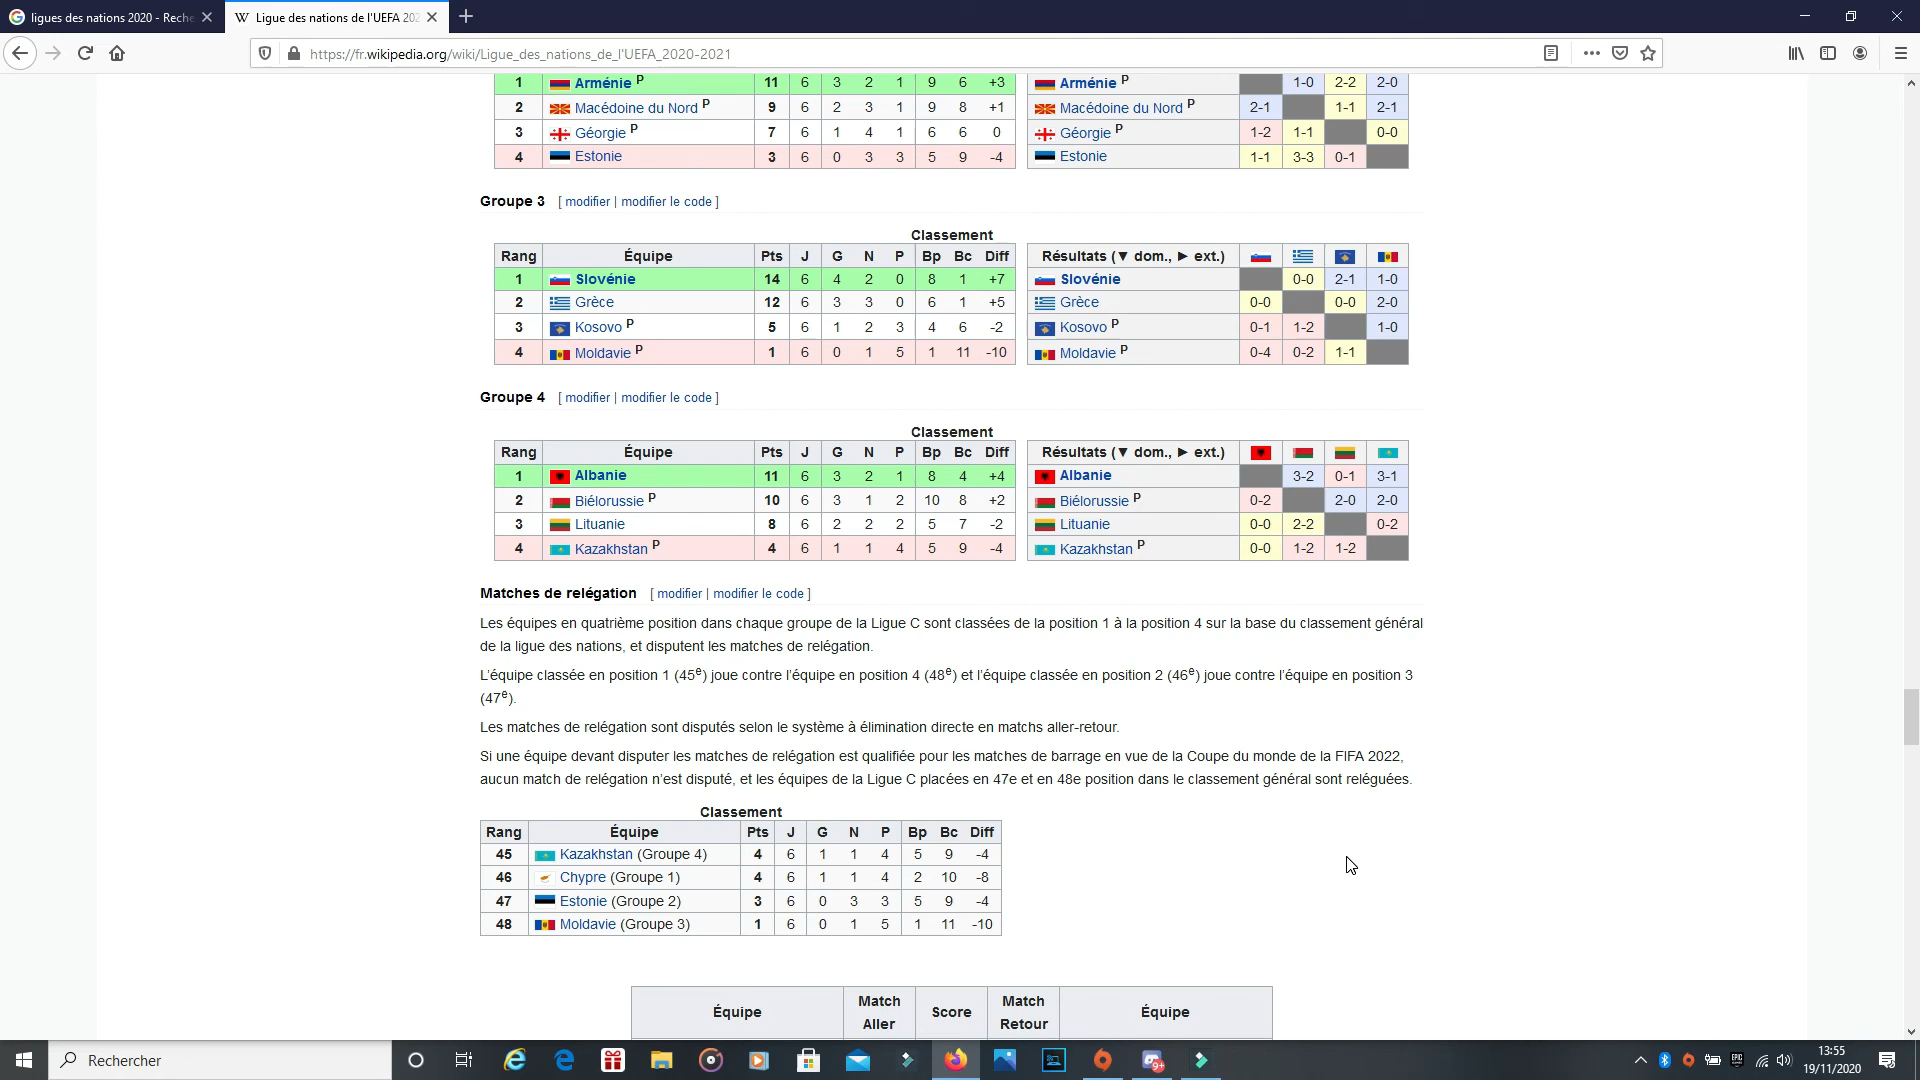 ligues des nations 2020 - Reche
Ligue des nations de l'UEFA 202
https://fr.wikipedia.org/wiki/Ligue_des_nations_de_l'UEFA_2020-2021
1 Arménie P 11 6 3 2 1 9 6 +3 Arménie P 1-0 2-2 2-0
2 Macédoine du Nord P 9 6 2 3 1 9 8 +1 Macédoine du Nord P 2-1 1-1 2-1
3 Géorgie P 7 6 1 4 1 6 6 0 Géorgie P 1-2 1-1 0-0
4 Estonie 3 6 0 3 3 5 9 -4 Estonie 1-1 3-3 0-1
Groupe 3 [ modifier | modifier le code ]
Classement
Rang Équipe Pts J G N P Bp Bc Diff Résultats (▼ dom., ► ext.)
1 Slovénie 14 6 4 2 0 8 1 +7 Slovénie 0-0 2-1 1-0
2 Grèce 12 6 3 3 0 6 1 +5 Grèce 0-0 0-0 2-0
3 Kosovo P 5 6 1 2 3 4 6 -2 Kosovo P 0-1 1-2 1-0
4 Moldavie P 1 6 0 1 5 1 11 -10 Moldavie P 0-4 0-2 1-1
Groupe 4 [ modifier | modifier le code ]
Classement
Rang Équipe Pts J G N P Bp Bc Diff Résultats (▼ dom., ► ext.)
1 Albanie 11 6 3 2 1 8 4 +4 Albanie 3-2 0-1 3-1
2 Biélorussie P 10 6 3 1 2 10 8 +2 Biélorussie P 0-2 2-0 2-0
3 Lituanie 8 6 2 2 2 5 7 -2 Lituanie 0-0 2-2 0-2
4 Kazakhstan P 4 6 1 1 4 5 9 -4 Kazakhstan P 0-0 1-2 1-2
Matches de relégation [ modifier | modifier le code ]
Les équipes en quatrième position dans chaque groupe de la Ligue C sont classées de la position 1 à la position 4 sur la base du classement général
de la ligue des nations, et disputent les matches de relégation.
L'équipe classée en position 1 (45e) joue contre l'équipe en position 4 (48e) et l'équipe classée en position 2 (46e) joue contre l'équipe en position 3
(47e).
Les matches de relégation sont disputés selon le système à élimination directe en matchs aller-retour.
Si une équipe devant disputer les matches de relégation est qualifiée pour les matches de barrage en vue de la Coupe du monde de la FIFA 2022,
aucun match de relégation n'est disputé, et les équipes de la Ligue C placées en 47e et en 48e position dans le classement général sont reléguées.
Classement
Rang Équipe Pts J G N P Bp Bc Diff
45 Kazakhstan (Groupe 4) 4 6 1 1 4 5 9 -4
46 Chypre (Groupe 1) 4 6 1 1 4 2 10 -8
47 Estonie (Groupe 2) 3 6 0 3 3 5 9 -4
48 Moldavie (Groupe 3) 1 6 0 1 5 1 11 -10
Équipe Match Aller Score Match Retour Équipe
Rechercher
9+
EPIC
13:55
19/11/2020